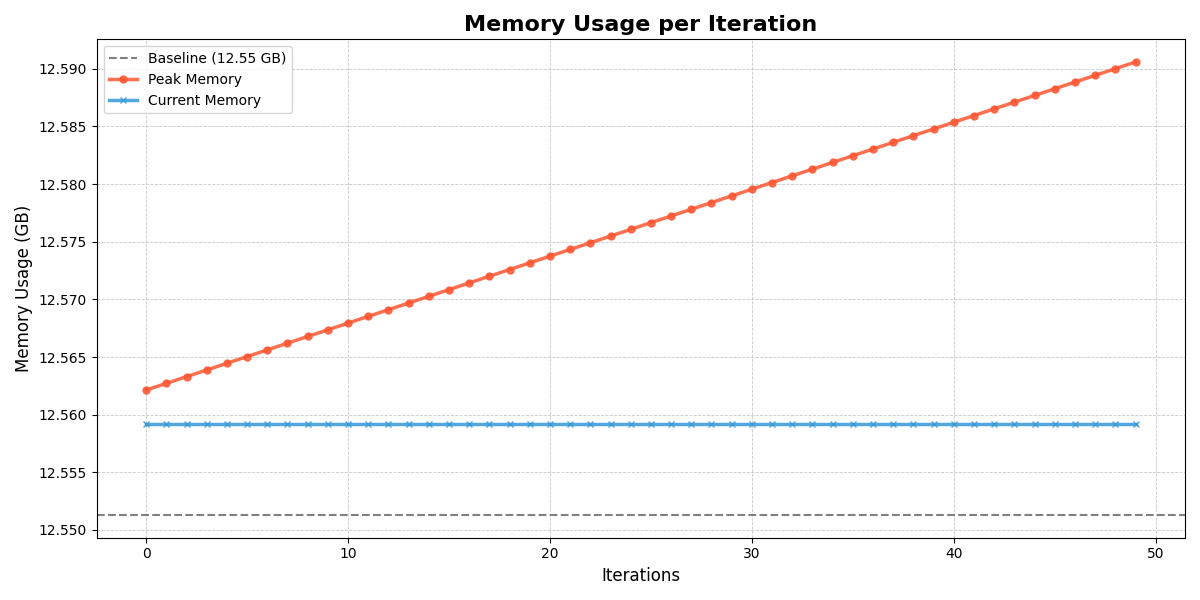 Memory Usage per Iteration
Baseline (12.55 GB)
Peak Memory
Current Memory
Memory Usage (GB)
12.590
12.585
12.580
12.575
12.570
12.565
12.560
12.555
12.550
0 10 20 30 40 50
Iterations